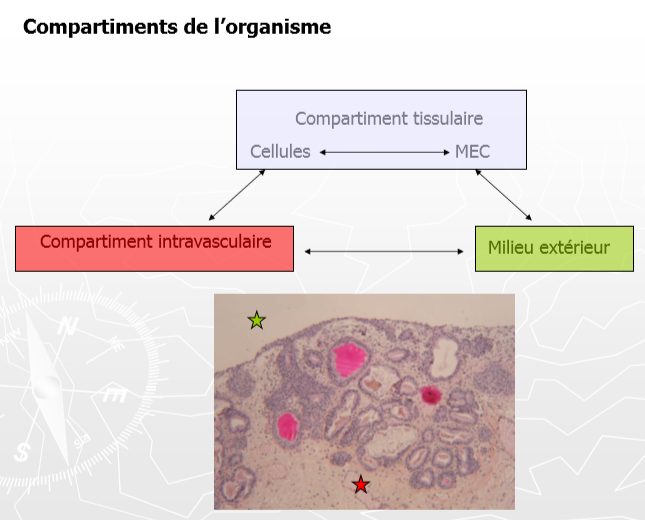 Compartiments de l'organisme
Compartiment tissulaire
Cellules MEC
Compartiment intravasculaire
Milieu extérieur
N
S